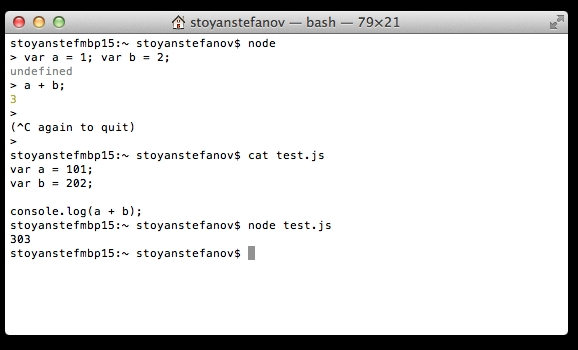 stoyanstefanov — bash — 79×21
stoyanstefmbp15:~ stoyanstefanov$ node
> var a = 1; var b = 2;
undefined
> a + b;
3
>
(^C again to quit)
>
stoyanstefmbp15:~ stoyanstefanov$ cat test.js
var a = 101;
var b = 202;
console.log(a + b);
stoyanstefmbp15:~ stoyanstefanov$ node test.js
303
stoyanstefmbp15:~ stoyanstefanov$